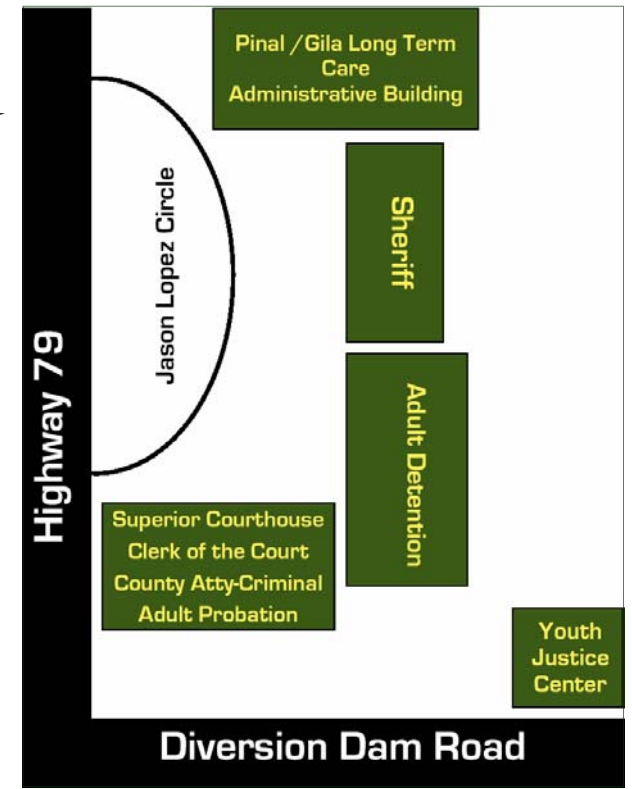 Pinal /Gila Long Term
Care
Administrative Building
Sheriff
Jason Lopez Circle
Highway 79
Adult Detention
Superior Courthouse
Clerk of the Court
County Atty-Criminal
Adult Probation
Youth
Justice
Center
Diversion Dam Road